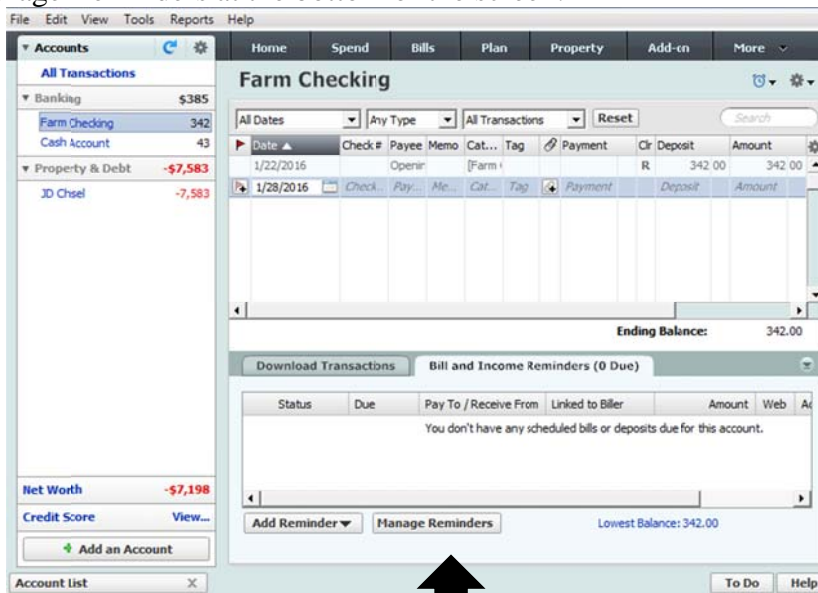 File Edit View Tools Reports Help
Accounts
Home Spend Bills Plan Property Add-on More
All Transactions
Farm Checking
Banking $385
All Dates Any Type All Transactions Reset Search
Farm Checking 342
Date Check # Payee Memo Cat... Tag Payment Clr Deposit Amount
Cash Account 43
1/22/2016 Openin [Farm R 342 00 342 00
Property & Debt -$7,583
1/28/2016 Check... Pay... Me... Cat... Tag Payment Deposit Amount
JD Chsel -7,583
Ending Balance: 342.00
Download Transactions Bill and Income Reminders (0 Due)
Status Due Pay To / Receive From Linked to Biller Amount Web
You don't have any scheduled bills or deposits due for this account.
Net Worth -$7,198
Credit Score View...
Add Reminder Manage Reminders Lowest Balance: 342.00
Add an Account
Account List X To Do Help